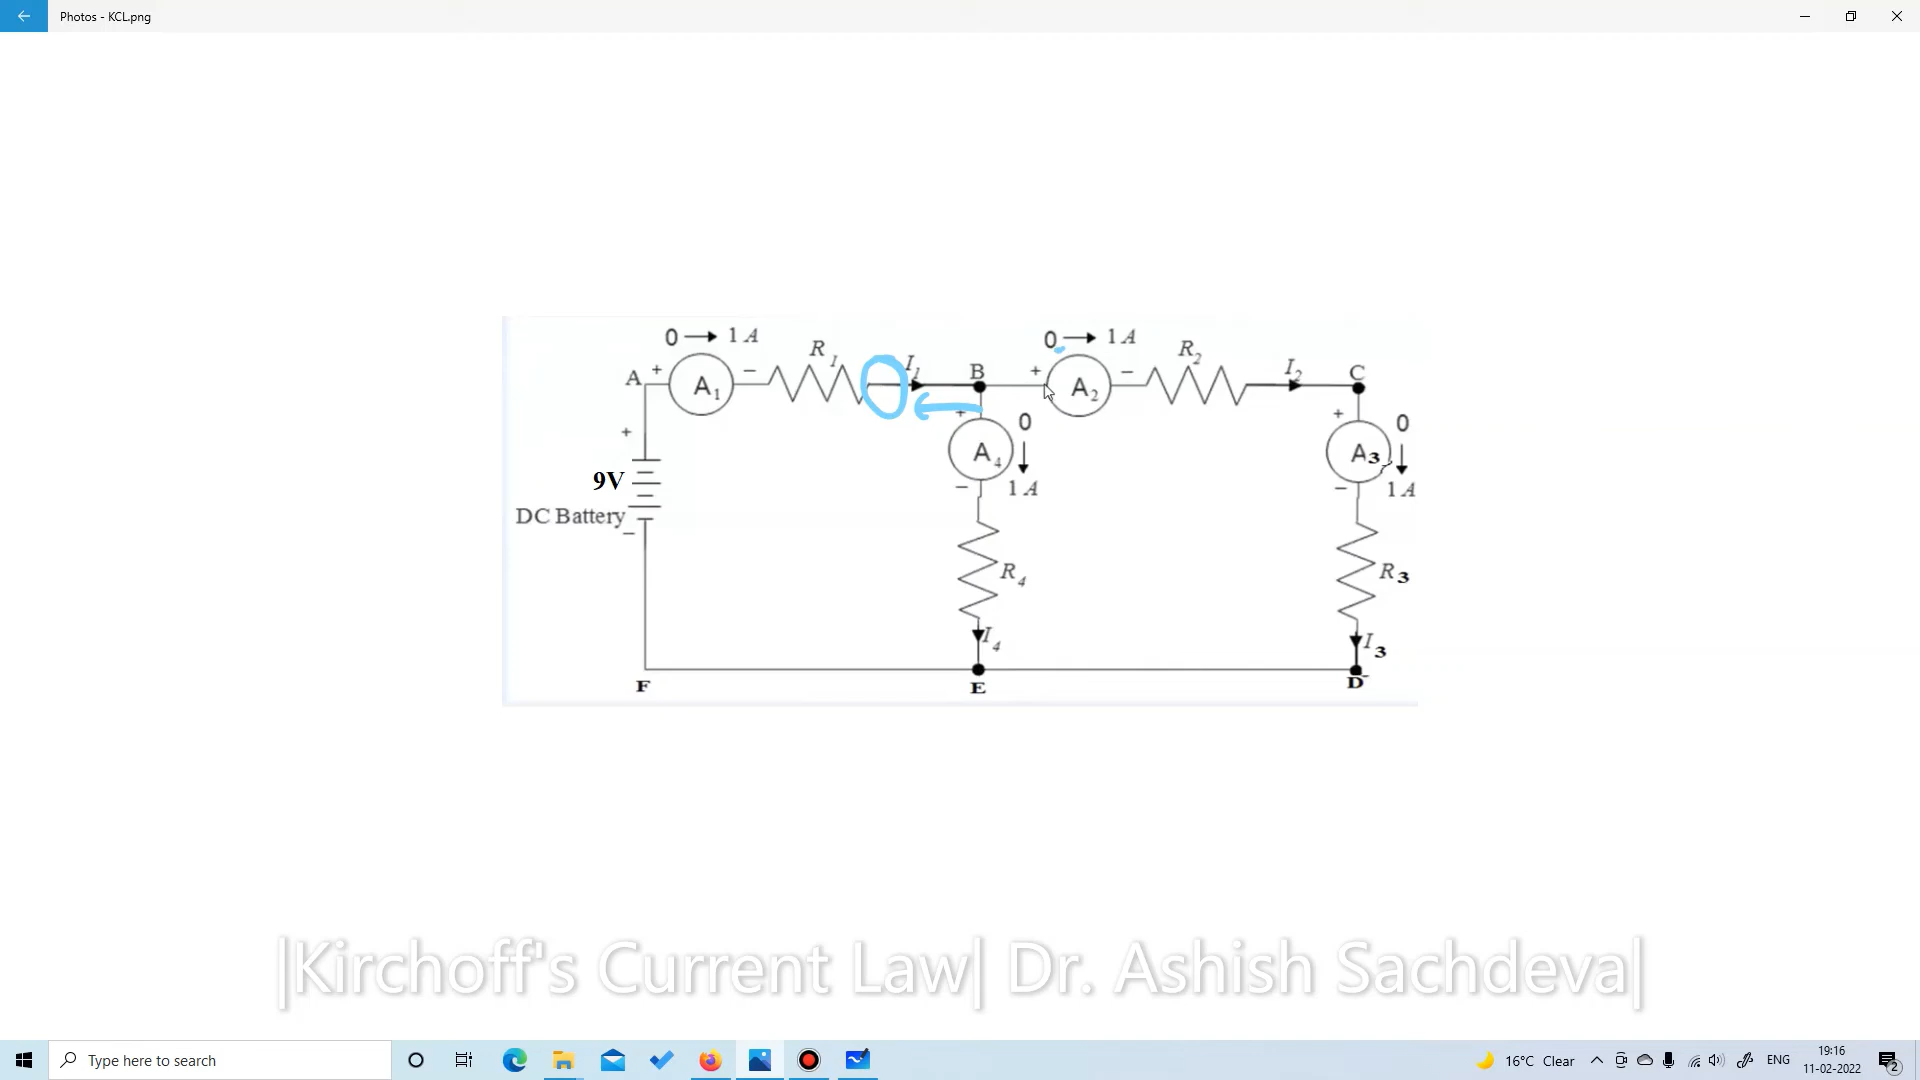 Photos - KCL.png
0 → 1 A
0 → 1 A
R1
I1
B
R2
I2
C
A
+
A1
−
+
A2
−
+
+
+
0
0
A4
A3
9V
DC Battery
−
−
1 A
−
1 A
R4
R3
I4
I3
F
E
D
|Kirchoff's Current Law| Dr. Ashish Sachdeva|
Type here to search
16°C Clear
ENG
19:16
11-02-2022
2